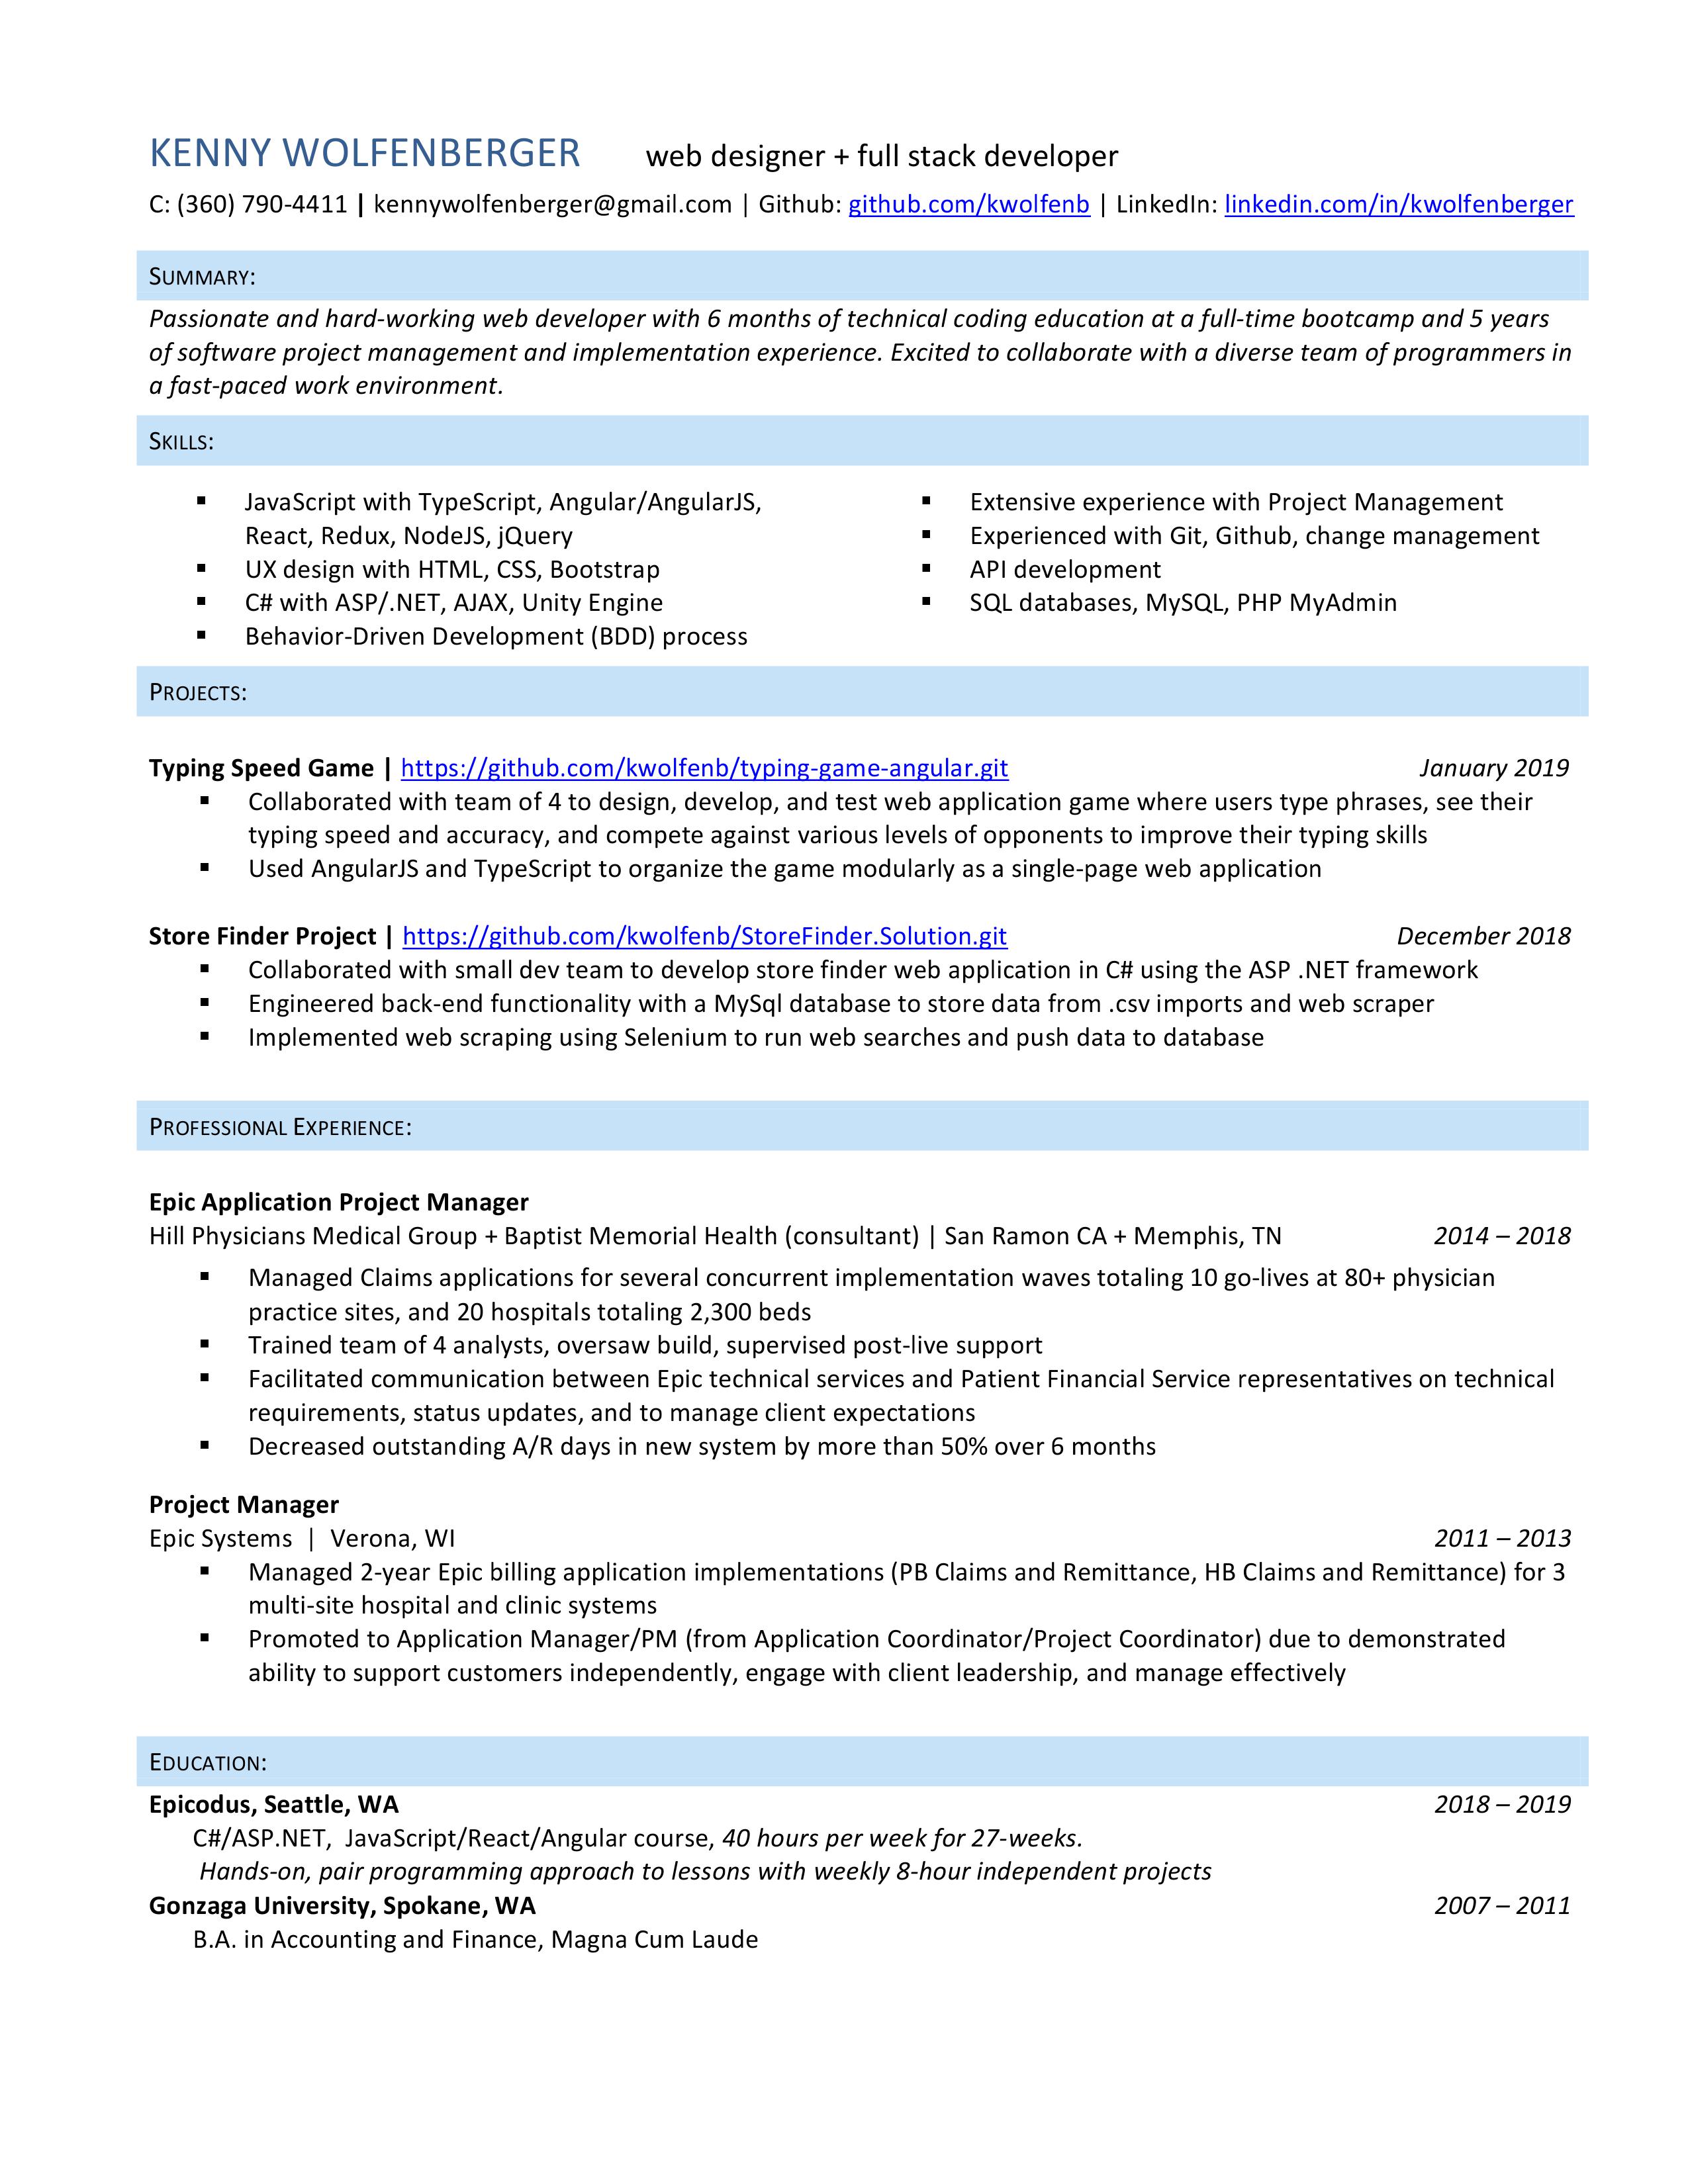 KENNY WOLFENBERGER web designer + full stack developer
C: (360) 790-4411 | kennywolfenberger@gmail.com | Github: github.com/kwolfenb | LinkedIn: linkedin.com/in/kwolfenberger
SUMMARY:
Passionate and hard-working web developer with 6 months of technical coding education at a full-time bootcamp and 5 years
of software project management and implementation experience. Excited to collaborate with a diverse team of programmers in
a fast-paced work environment.
SKILLS:
▪ JavaScript with TypeScript, Angular/AngularJS,
React, Redux, NodeJS, jQuery
▪ UX design with HTML, CSS, Bootstrap
▪ C# with ASP/.NET, AJAX, Unity Engine
▪ Behavior-Driven Development (BDD) process
▪ Extensive experience with Project Management
▪ Experienced with Git, Github, change management
▪ API development
▪ SQL databases, MySQL, PHP MyAdmin
PROJECTS:
Typing Speed Game | https://github.com/kwolfenb/typing-game-angular.git January 2019
▪ Collaborated with team of 4 to design, develop, and test web application game where users type phrases, see their
typing speed and accuracy, and compete against various levels of opponents to improve their typing skills
▪ Used AngularJS and TypeScript to organize the game modularly as a single-page web application
Store Finder Project | https://github.com/kwolfenb/StoreFinder.Solution.git December 2018
▪ Collaborated with small dev team to develop store finder web application in C# using the ASP .NET framework
▪ Engineered back-end functionality with a MySql database to store data from .csv imports and web scraper
▪ Implemented web scraping using Selenium to run web searches and push data to database
PROFESSIONAL EXPERIENCE:
Epic Application Project Manager
Hill Physicians Medical Group + Baptist Memorial Health (consultant) | San Ramon CA + Memphis, TN 2014 – 2018
▪ Managed Claims applications for several concurrent implementation waves totaling 10 go-lives at 80+ physician
practice sites, and 20 hospitals totaling 2,300 beds
▪ Trained team of 4 analysts, oversaw build, supervised post-live support
▪ Facilitated communication between Epic technical services and Patient Financial Service representatives on technical
requirements, status updates, and to manage client expectations
▪ Decreased outstanding A/R days in new system by more than 50% over 6 months
Project Manager
Epic Systems | Verona, WI 2011 – 2013
▪ Managed 2-year Epic billing application implementations (PB Claims and Remittance, HB Claims and Remittance) for 3
multi-site hospital and clinic systems
▪ Promoted to Application Manager/PM (from Application Coordinator/Project Coordinator) due to demonstrated
ability to support customers independently, engage with client leadership, and manage effectively
EDUCATION:
Epicodus, Seattle, WA 2018 – 2019
C#/ASP.NET, JavaScript/React/Angular course, 40 hours per week for 27-weeks.
Hands-on, pair programming approach to lessons with weekly 8-hour independent projects
Gonzaga University, Spokane, WA 2007 – 2011
B.A. in Accounting and Finance, Magna Cum Laude